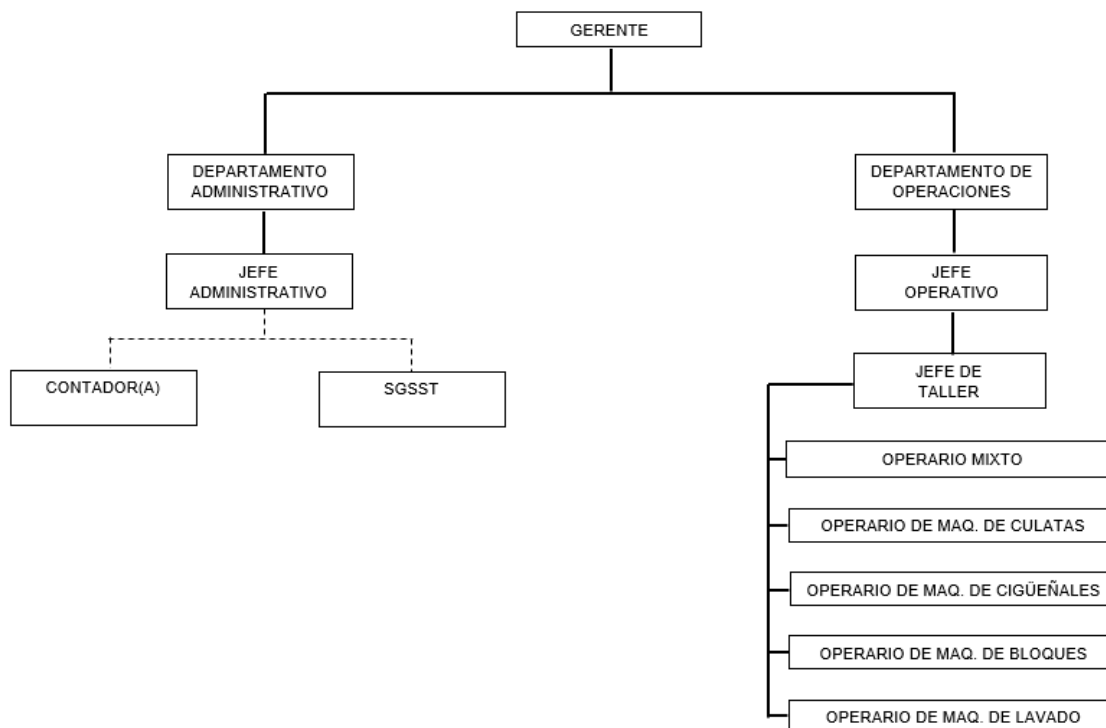 GERENTE
DEPARTAMENTO
ADMINISTRATIVO
DEPARTAMENTO DE
OPERACIONES
JEFE
ADMINISTRATIVO
JEFE
OPERATIVO
CONTADOR(A)
SGSST
JEFE DE
TALLER
OPERARIO MIXTO
OPERARIO DE MAQ. DE CULATAS
OPERARIO DE MAQ. DE CIGÜEÑALES
OPERARIO DE MAQ. DE BLOQUES
OPERARIO DE MAQ. DE LAVADO